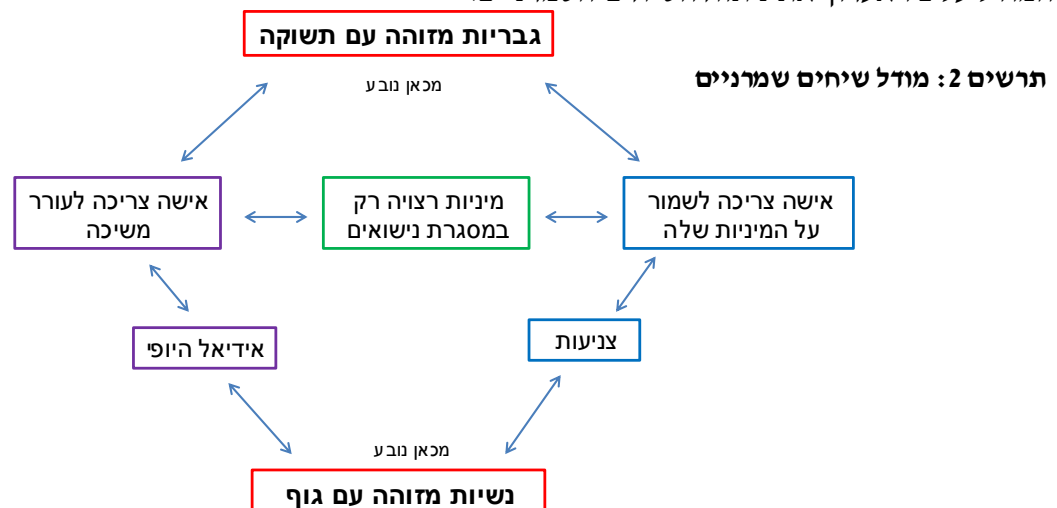 גבריות מזוהה עם תשוקה
מכאן נובע
תרשים 2: מודל שיחים שמרניים
אישה צריכה לשמור
על המיניות שלה
מיניות רצויה רק
במסגרת נישואים
אישה צריכה לעורר
משיכה
צניעות
אידיאל היופי
מכאן נובע
נשיות מזוהה עם גוף